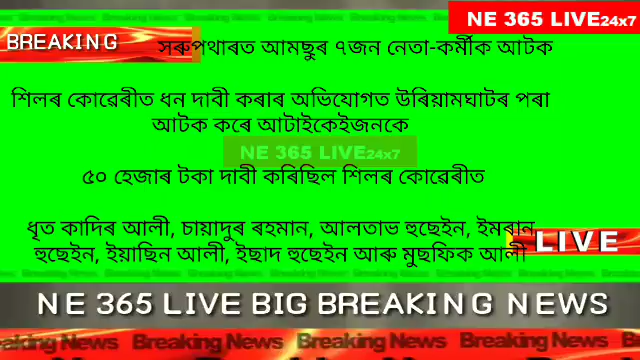 NE 365 LIVE24x7
BREAKING
সৰুপথাৰত আমছুৰ ৭জন নেতা-কৰ্মীক আটক
শিলৰ কোৱেৰীত ধন দাবী কৰাৰ অভিযোগত উৰিয়ামঘাটৰ পৰা
আটক কৰে আটাইকেইজনকে
NE 365 LIVE24x7
৫০ হেজাৰ টকা দাবী কৰিছিল শিলৰ কোৱেৰীত
ধৃত কাদিৰ আলী, চায়াদুৰ ৰহমান, আলতাভ হুছেইন, ইমৰান
হুছেইন, ইয়াছিন আলী, ইছাদ হুছেইন আৰু মুছফিক আলী
LIVE
NE 365 LIVE BIG BREAKING NEWS
Breaking News Breaking News Breaking News Breaking News